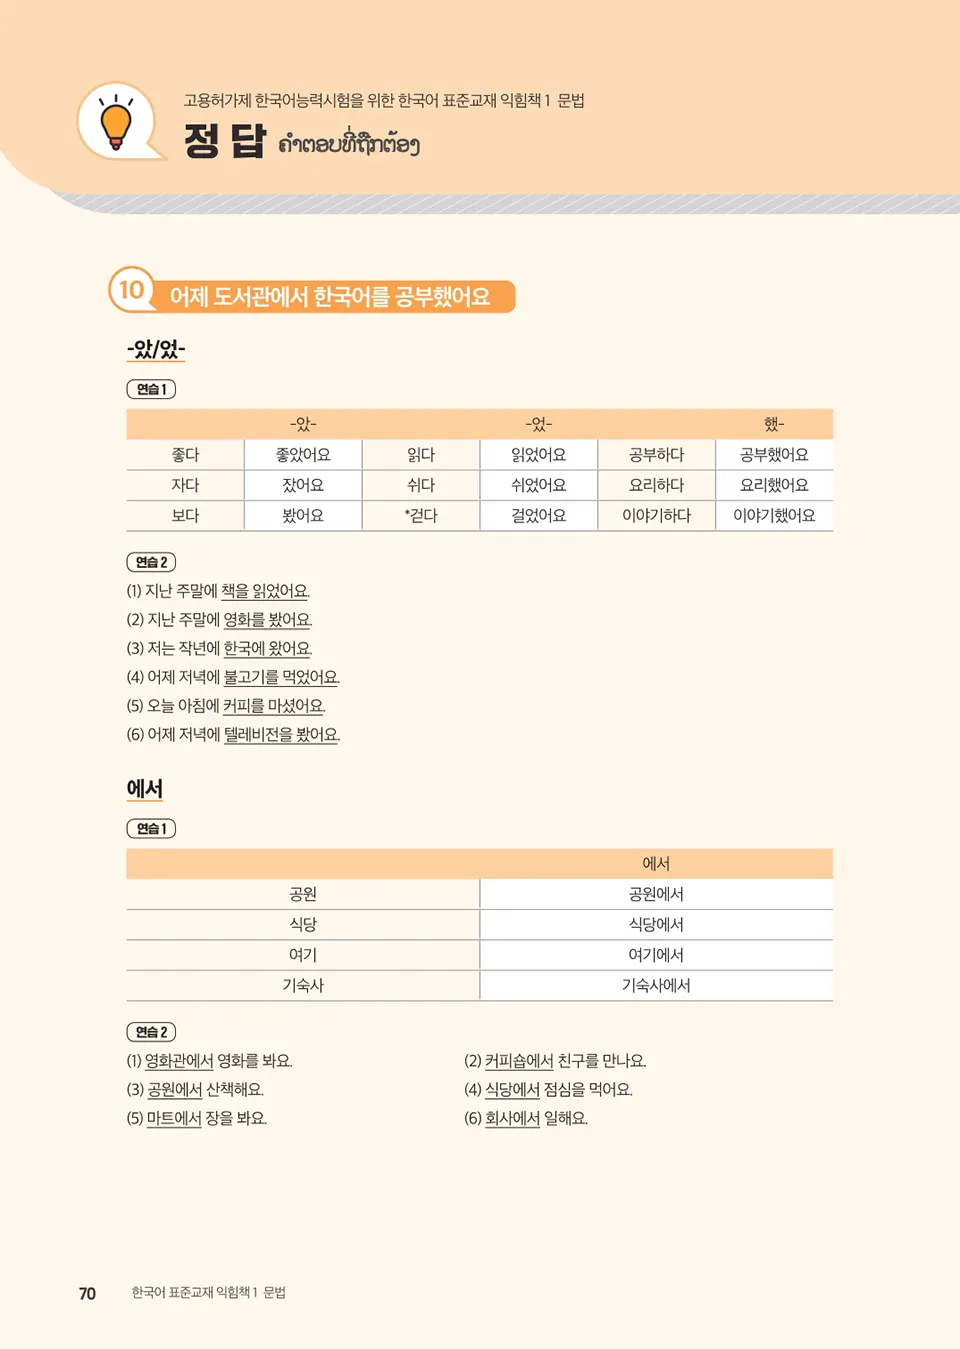 고용허가제 한국어능력시험을 위한 한국어 표준교재 익힘책 1 문법
정 답 ຄຳຕອບທີ່ຖືກຕ້ອງ
10 어제 도서관에서 한국어를 공부했어요
-았/었-
연습 1
-았- -었- 했-
좋다 좋았어요 읽다 읽었어요 공부하다 공부했어요
자다 잤어요 쉬다 쉬었어요 요리하다 요리했어요
보다 봤어요 *걷다 걸었어요 이야기하다 이야기했어요
연습 2
(1) 지난 주말에 책을 읽었어요.
(2) 지난 주말에 영화를 봤어요.
(3) 저는 작년에 한국에 왔어요.
(4) 어제 저녁에 불고기를 먹었어요.
(5) 오늘 아침에 커피를 마셨어요.
(6) 어제 저녁에 텔레비전을 봤어요.
에서
연습 1
에서
공원 공원에서
식당 식당에서
여기 여기에서
기숙사 기숙사에서
연습 2
(1) 영화관에서 영화를 봐요. (2) 커피숍에서 친구를 만나요.
(3) 공원에서 산책해요. (4) 식당에서 점심을 먹어요.
(5) 마트에서 장을 봐요. (6) 회사에서 일해요.
70 한국어 표준교재 익힘책 1 문법